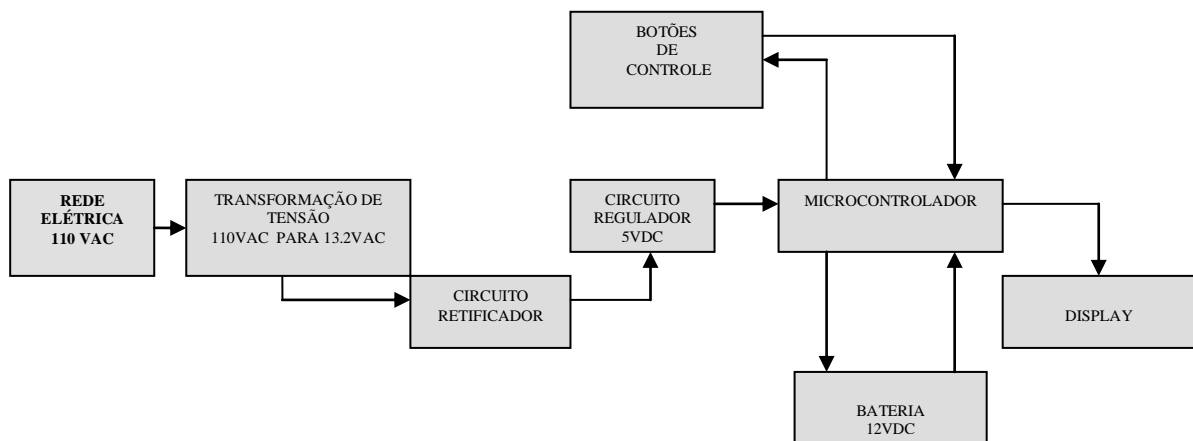 BOTÕES
DE
CONTROLE
REDE
ELÉTRICA
110 VAC
TRANSFORMAÇÃO DE
TENSÃO
110VAC PARA 13.2VAC
CIRCUITO
REGULADOR
5VDC
MICROCONTROLADOR
CIRCUITO
RETIFICADOR
DISPLAY
BATERIA
12VDC